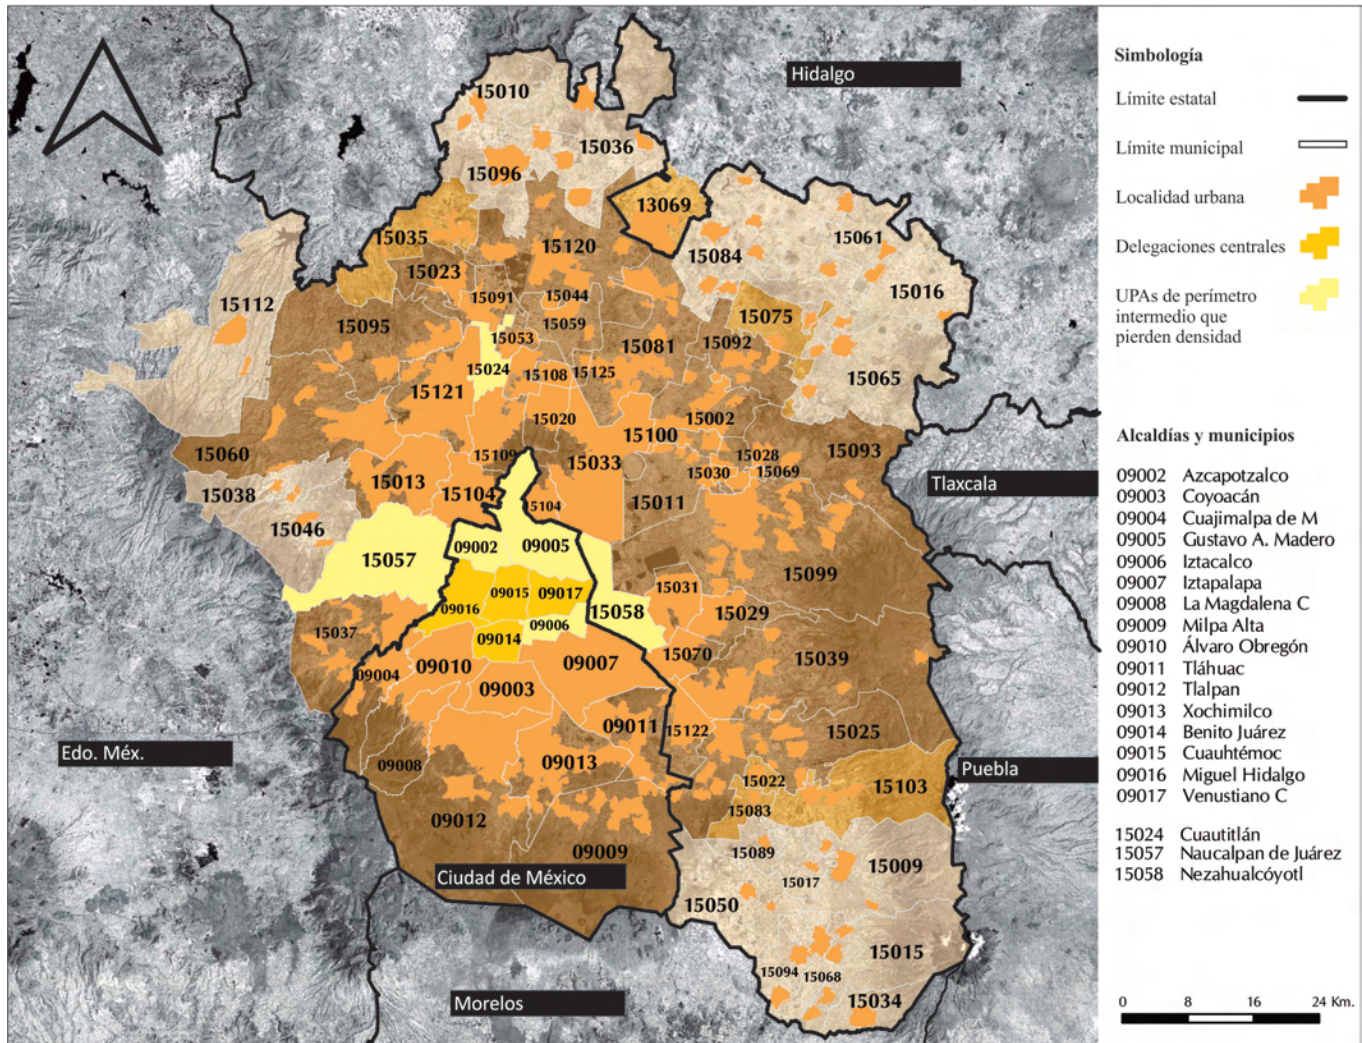 Hidalgo
15010
15036
15096
13069
15035
15120
15061
15084
15023
15016
15112
15091
15044
15075
15095
15059
15053
15081
15092
15024
15108
15125
15065
15121
15020
15002
15100
15060
15109
15033
15028
15093
15013
15030
15069
15038
15104
15104
15011
Tlaxcala
15046
09002
09005
15057
15099
09015
09017
15031
09016
15058
15029
09006
15037
09014
09007
15070
15039
09004
09010
09003
09011
15122
15025
Edo. Méx.
09008
09013
Puebla
15022
15103
15083
09012
09009
15089
15009
Ciudad de México
15017
15050
15015
15094
15068
15034
Morelos
Simbología
Límite estatal
Límite municipal
Localidad urbana
Delegaciones centrales
UPAs de perímetro
intermedio que
pierden densidad
Alcaldías y municipios
09002 Azcapotzalco
09003 Coyoacán
09004 Cuajimalpa de M
09005 Gustavo A. Madero
09006 Iztacalco
09007 Iztapalapa
09008 La Magdalena C
09009 Milpa Alta
09010 Álvaro Obregón
09011 Tláhuac
09012 Tlalpan
09013 Xochimilco
09014 Benito Juárez
09015 Cuauhtémoc
09016 Miguel Hidalgo
09017 Venustiano C
15024 Cuautitlán
15057 Naucalpan de Juárez
15058 Nezahualcóyotl
0 8 16 24 Km.